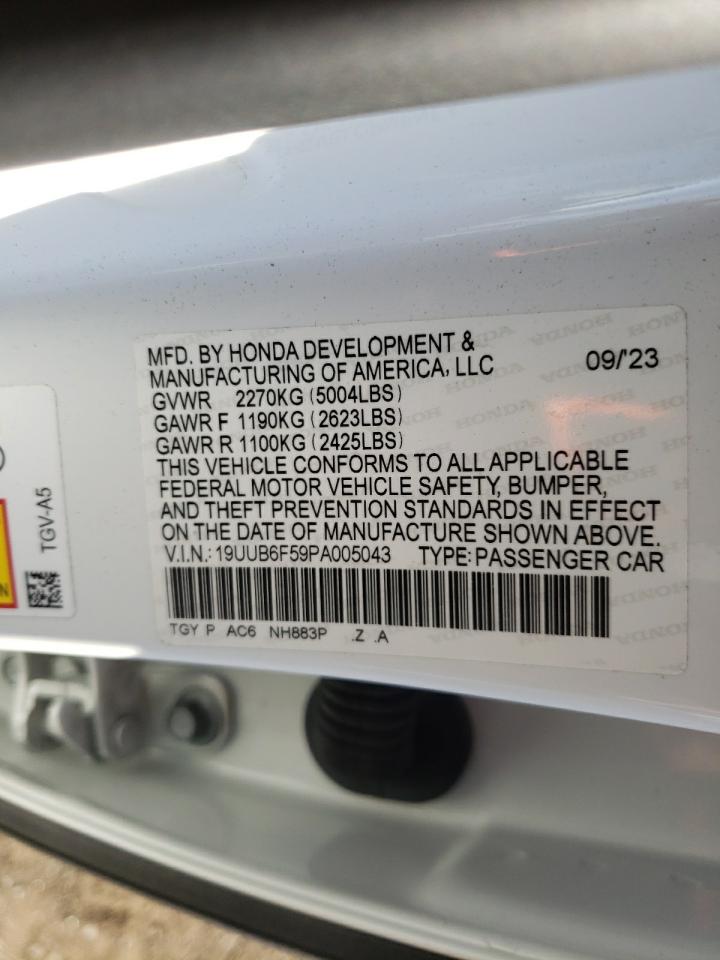 MFD. BY HONDA DEVELOPMENT &
MANUFACTURING OF AMERICA, LLC 09/'23
GVWR 2270KG (5004LBS)
GAWR F 1190KG (2623LBS)
GAWR R 1100KG (2425LBS)
THIS VEHICLE CONFORMS TO ALL APPLICABLE
FEDERAL MOTOR VEHICLE SAFETY, BUMPER,
AND THEFT PREVENTION STANDARDS IN EFFECT
ON THE DATE OF MANUFACTURE SHOWN ABOVE.
V.I.N.: 19UUB6F59PA005043 TYPE: PASSENGER CAR
TGY P AC6 NH883P .Z .A
TGV-A5